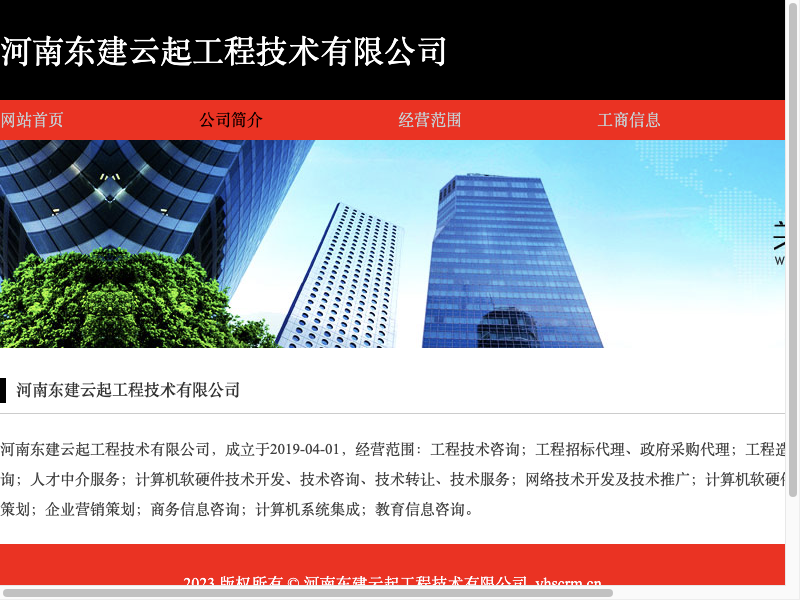 河南东建云起工程技术有限公司
网站首页 公司简介 经营范围 工商信息
河南东建云起工程技术有限公司
河南东建云起工程技术有限公司，成立于2019-04-01，经营范围：工程技术咨询；工程招标代理、政府采购代理；工程造
询；人才中介服务；计算机软硬件技术开发、技术咨询、技术转让、技术服务；网络技术开发及技术推广；计算机软硬件
策划；企业营销策划；商务信息咨询；计算机系统集成；教育信息咨询。
2023 版权所有 © 河南东建云起工程技术有限公司 yhscrm.cn